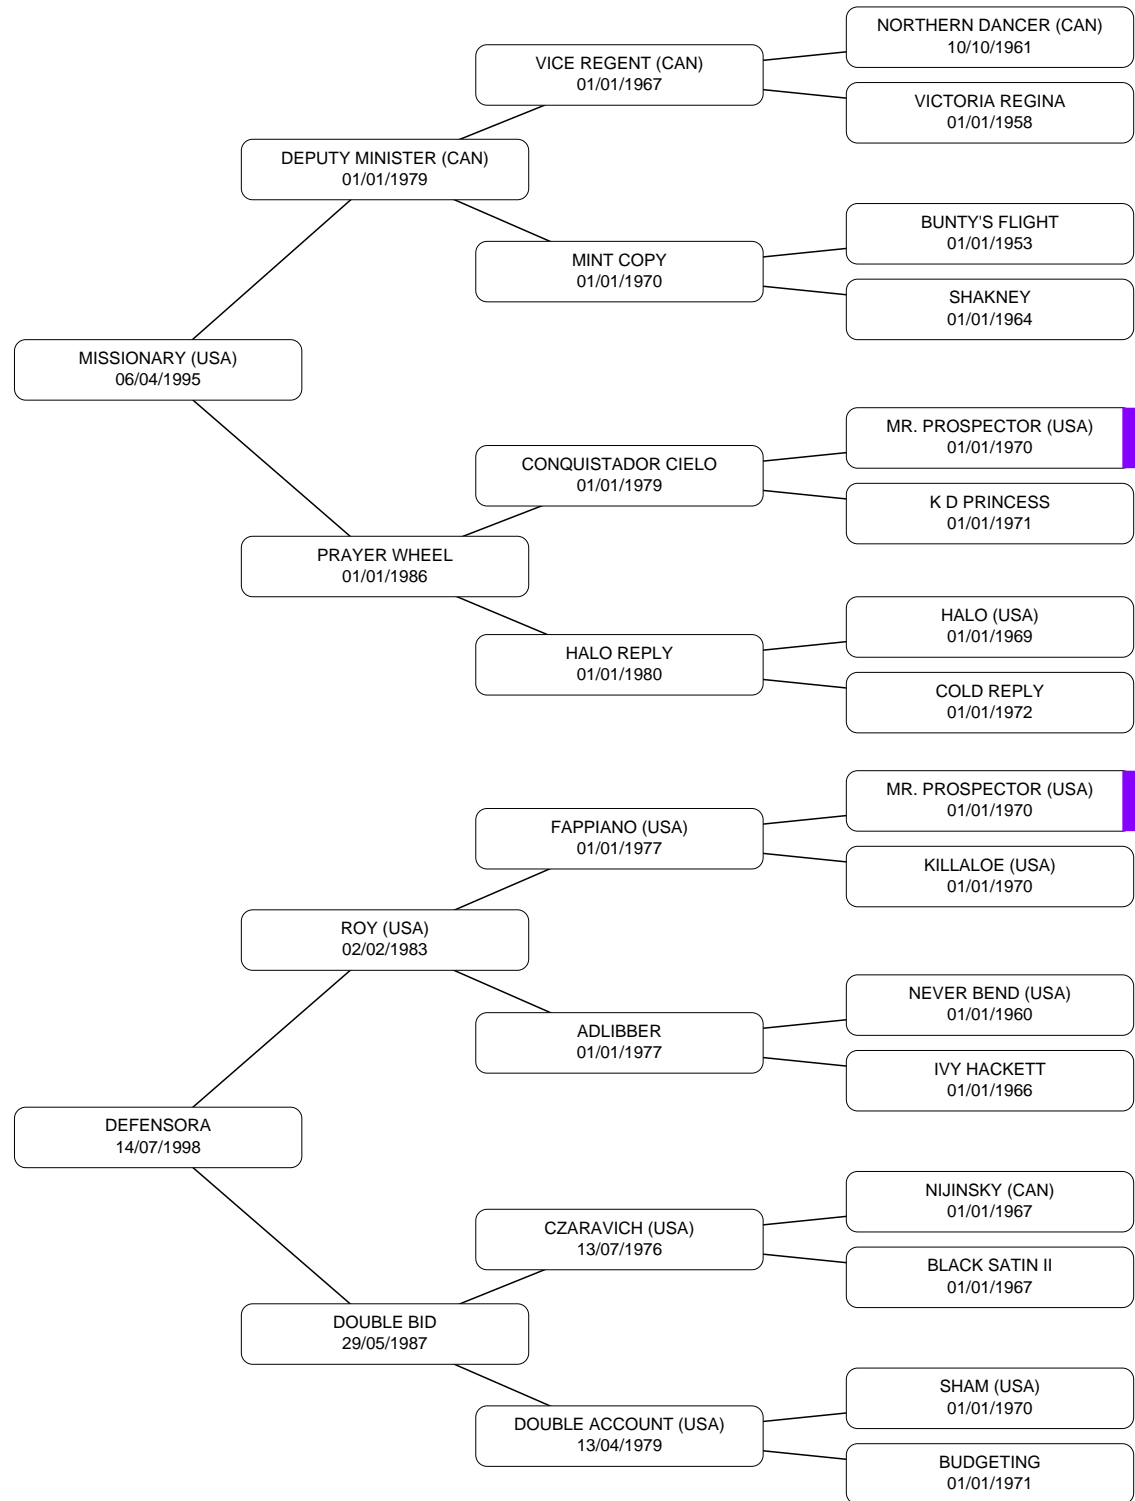 NORTHERN DANCER (CAN)
10/10/1961
VICE REGENT (CAN)
01/01/1967
VICTORIA REGINA
01/01/1958
DEPUTY MINISTER (CAN)
01/01/1979
BUNTY'S FLIGHT
01/01/1953
MINT COPY
01/01/1970
SHAKNEY
01/01/1964
MISSIONARY (USA)
06/04/1995
MR. PROSPECTOR (USA)
01/01/1970
CONQUISTADOR CIELO
01/01/1979
K D PRINCESS
01/01/1971
PRAYER WHEEL
01/01/1986
HALO (USA)
01/01/1969
HALO REPLY
01/01/1980
COLD REPLY
01/01/1972
MR. PROSPECTOR (USA)
01/01/1970
FAPPIANO (USA)
01/01/1977
KILLALOE (USA)
01/01/1970
ROY (USA)
02/02/1983
NEVER BEND (USA)
01/01/1960
ADLIBBER
01/01/1977
IVY HACKETT
01/01/1966
DEFENSORA
14/07/1998
NIJINSKY (CAN)
01/01/1967
CZARAVICH (USA)
13/07/1976
BLACK SATIN II
01/01/1967
DOUBLE BID
29/05/1987
SHAM (USA)
01/01/1970
DOUBLE ACCOUNT (USA)
13/04/1979
BUDGETING
01/01/1971